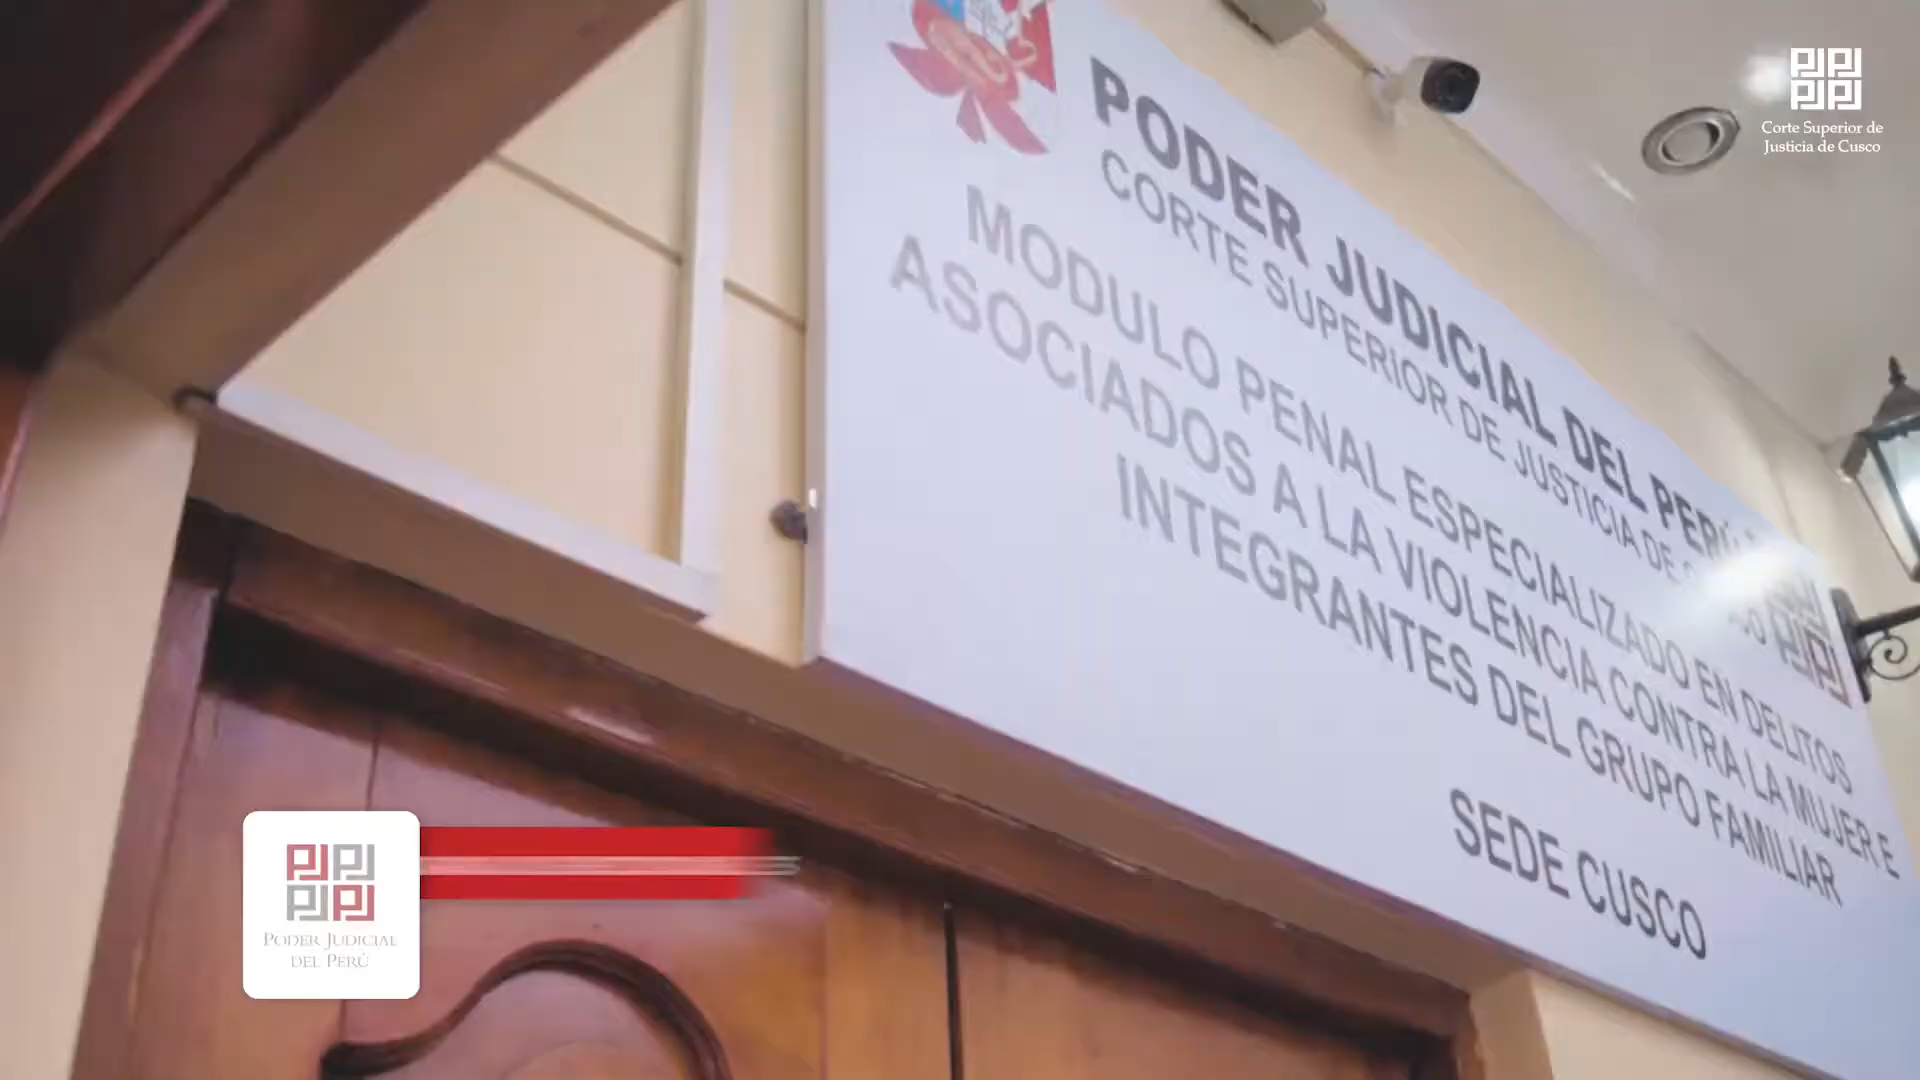 PODER JUDICIAL DEL PERÚ
CORTE SUPERIOR DE JUSTICIA DE
MODULO PENAL ESPECIALIZADO EN DELITOS
ASOCIADOS A LA VIOLENCIA CONTRA LA MUJER E
INTEGRANTES DEL GRUPO FAMILIAR
SEDE CUSCO
Corte Superior de
Justicia de Cusco
PODER JUDICIAL
DEL PERÚ